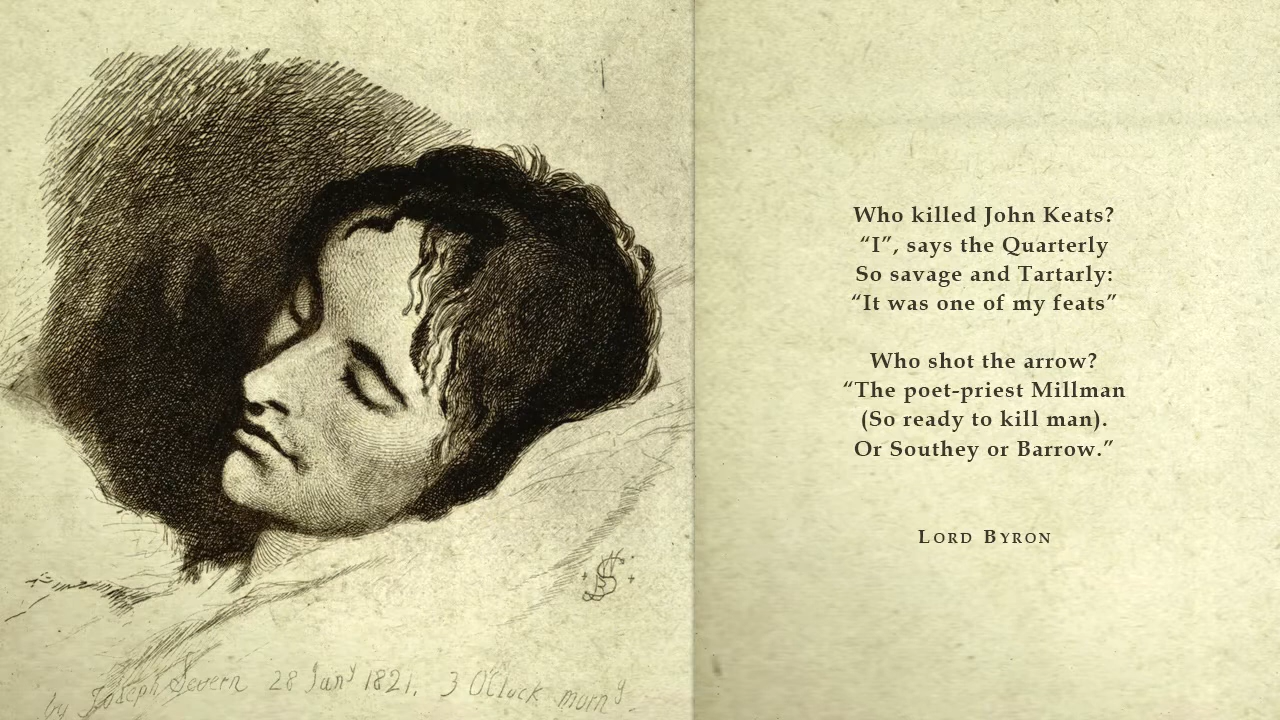 by Joseph Severn 28 Jany 1821, 3 O'Clock morng
Who killed John Keats?
“I”, says the Quarterly
So savage and Tartarly:
“It was one of my feats”
Who shot the arrow?
“The poet-priest Millman
(So ready to kill man).
Or Southey or Barrow.”
Lord Byron